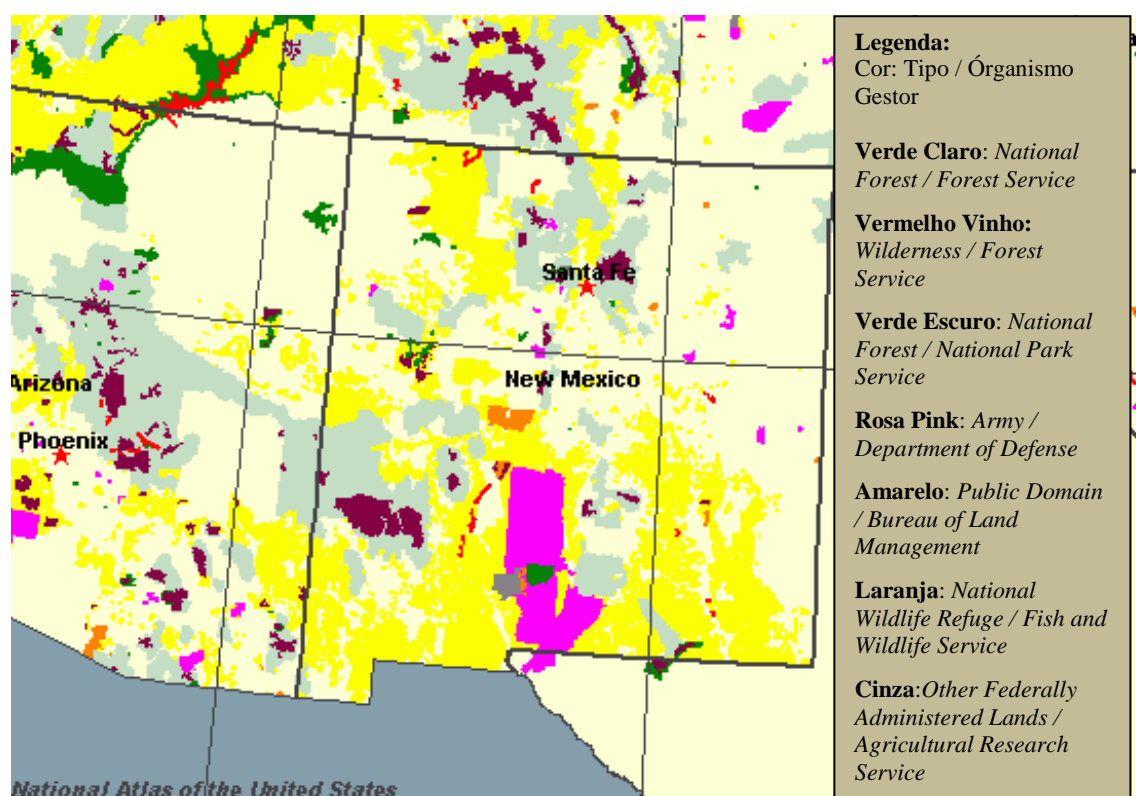 Santa Fe
Arizona
New Mexico
Phoenix
National Atlas of the United States
Legenda:
Cor: Tipo / Órganismo
Gestor
Verde Claro: National
Forest / Forest Service
Vermelho Vinho:
Wilderness / Forest
Service
Verde Escuro: National
Forest / National Park
Service
Rosa Pink: Army /
Department of Defense
Amarelo: Public Domain
/ Bureau of Land
Management
Laranja: National
Wildlife Refuge / Fish and
Wildlife Service
Cinza:Other Federally
Administered Lands /
Agricultural Research
Service